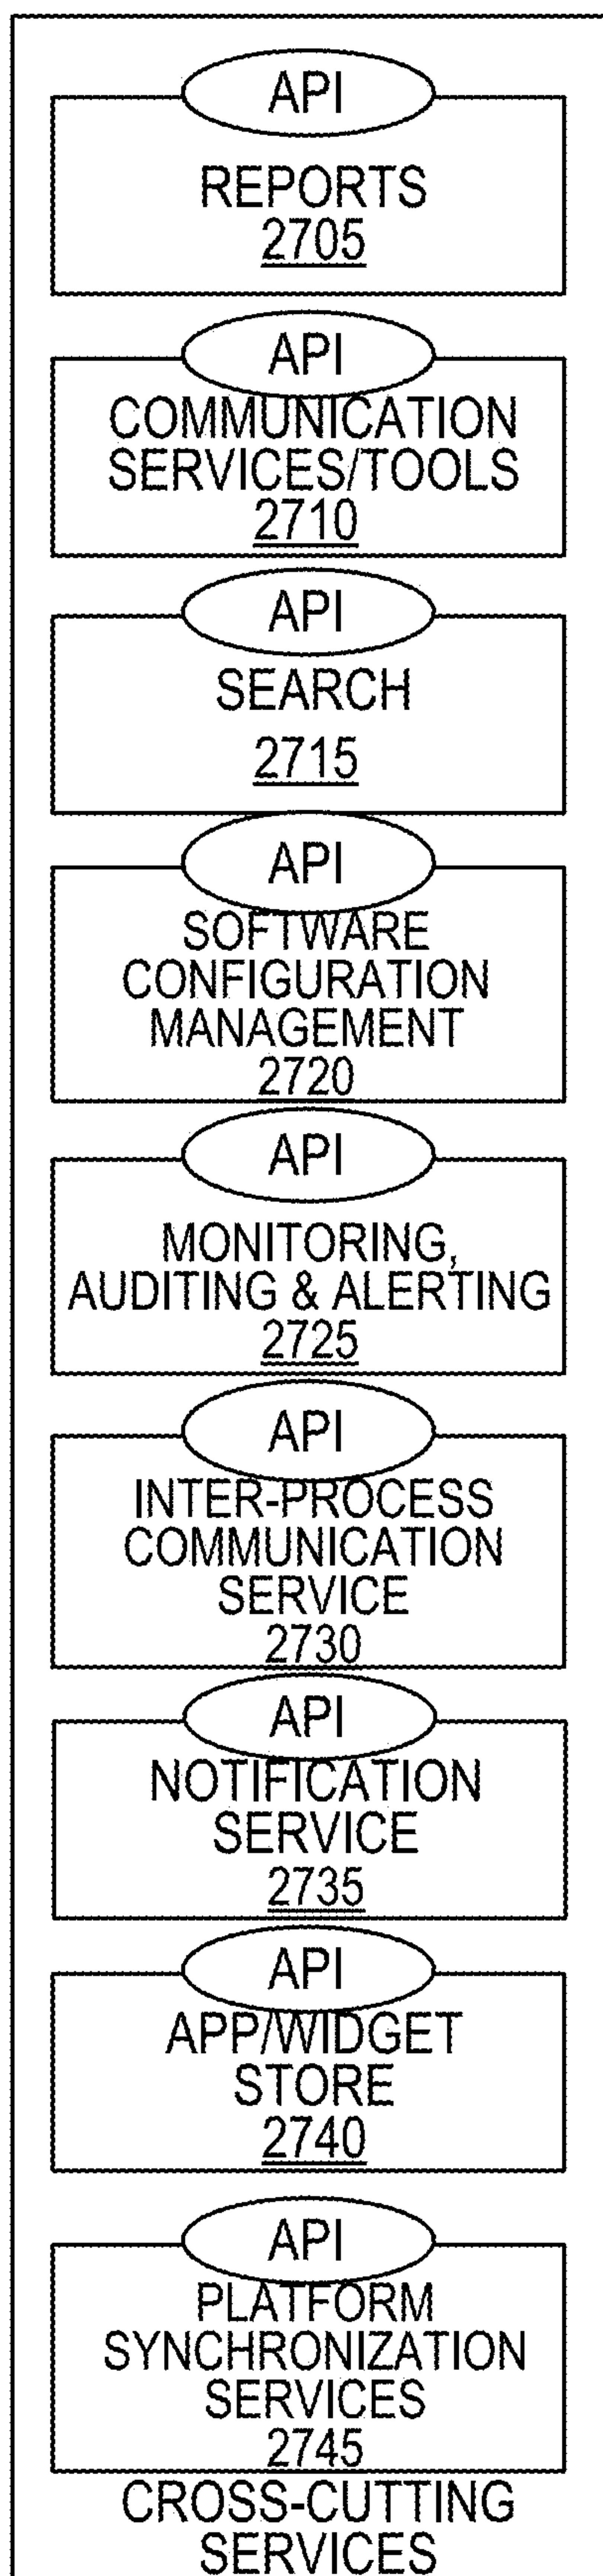 API
REPORTS
2705
API
COMMUNICATION
SERVICES/TOOLS
2710
API
SEARCH
2715
API
SOFTWARE
CONFIGURATION
MANAGEMENT
2720
API
MONITORING,
AUDITING & ALERTING
2725
API
INTER-PROCESS
COMMUNICATION
SERVICE
2730
API
NOTIFICATION
SERVICE
2735
API
APP/WIDGET
STORE
2740
API
PLATFORM
SYNCHRONIZATION
SERVICES
2745
CROSS-CUTTING
SERVICES